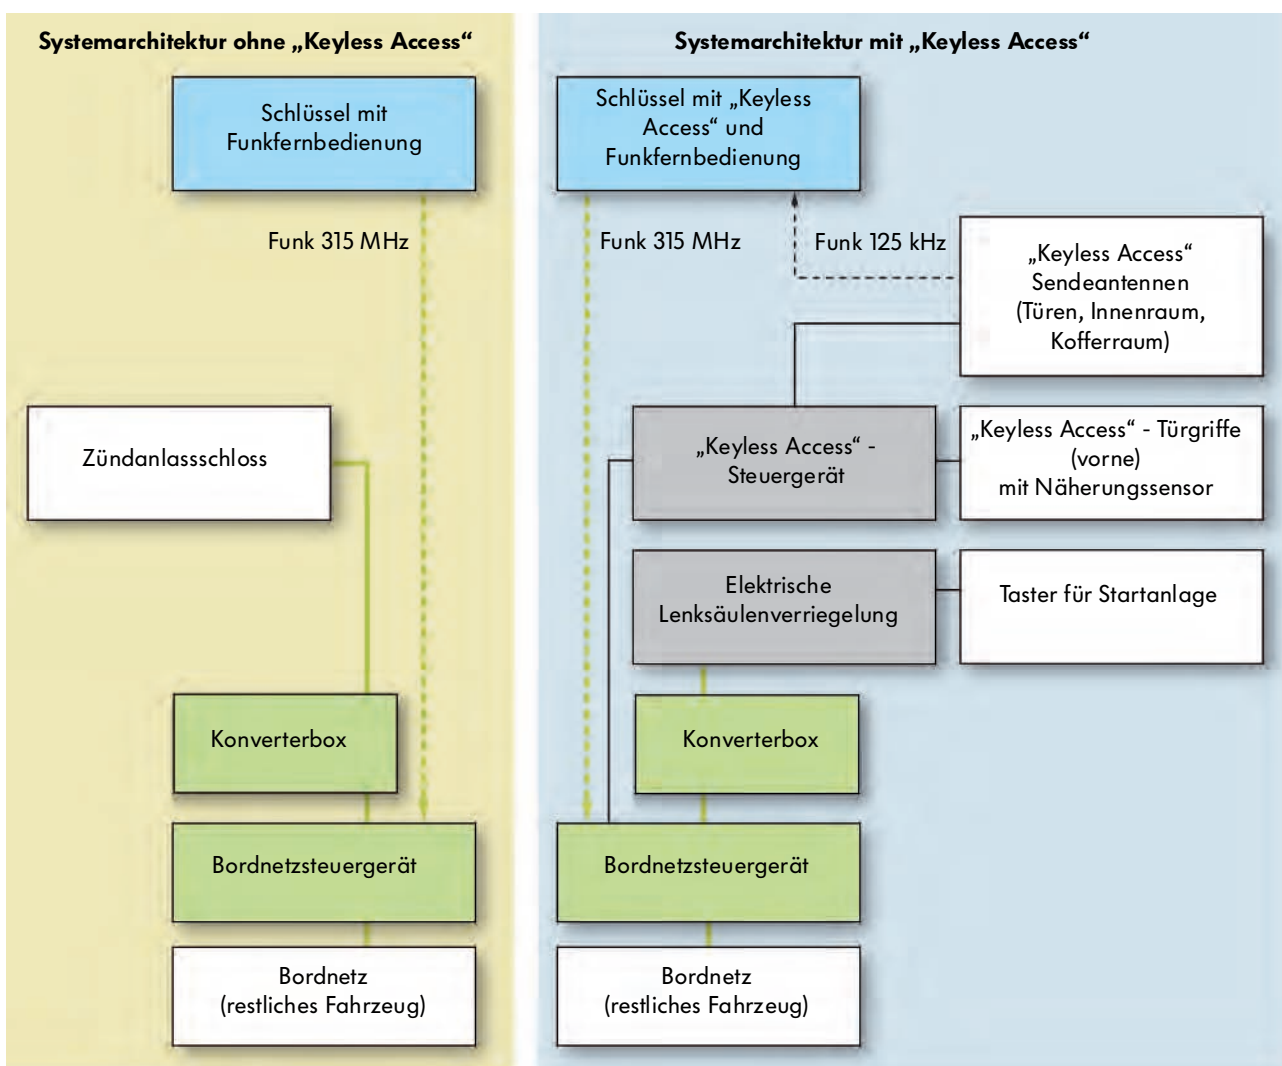 Systemarchitektur ohne „Keyless Access“
Schlüssel mit
Funkfernbedienung
Funk 315 MHz
Zündanlassschloss
Konverterbox
Bordnetzsteuergerät
Bordnetz
(restliches Fahrzeug)
Systemarchitektur mit „Keyless Access“
Schlüssel mit „Keyless
Access“ und
Funkfernbedienung
Funk 315 MHz
Funk 125 kHz
„Keyless Access“
Sendeantennen
(Türen, Innenraum,
Kofferraum)
„Keyless Access“ -
Steuergerät
„Keyless Access“ - Türgriffe
(vorne)
mit Näherungssensor
Elektrische
Lenksäulenverriegelung
Taster für Startanlage
Konverterbox
Bordnetzsteuergerät
Bordnetz
(restliches Fahrzeug)